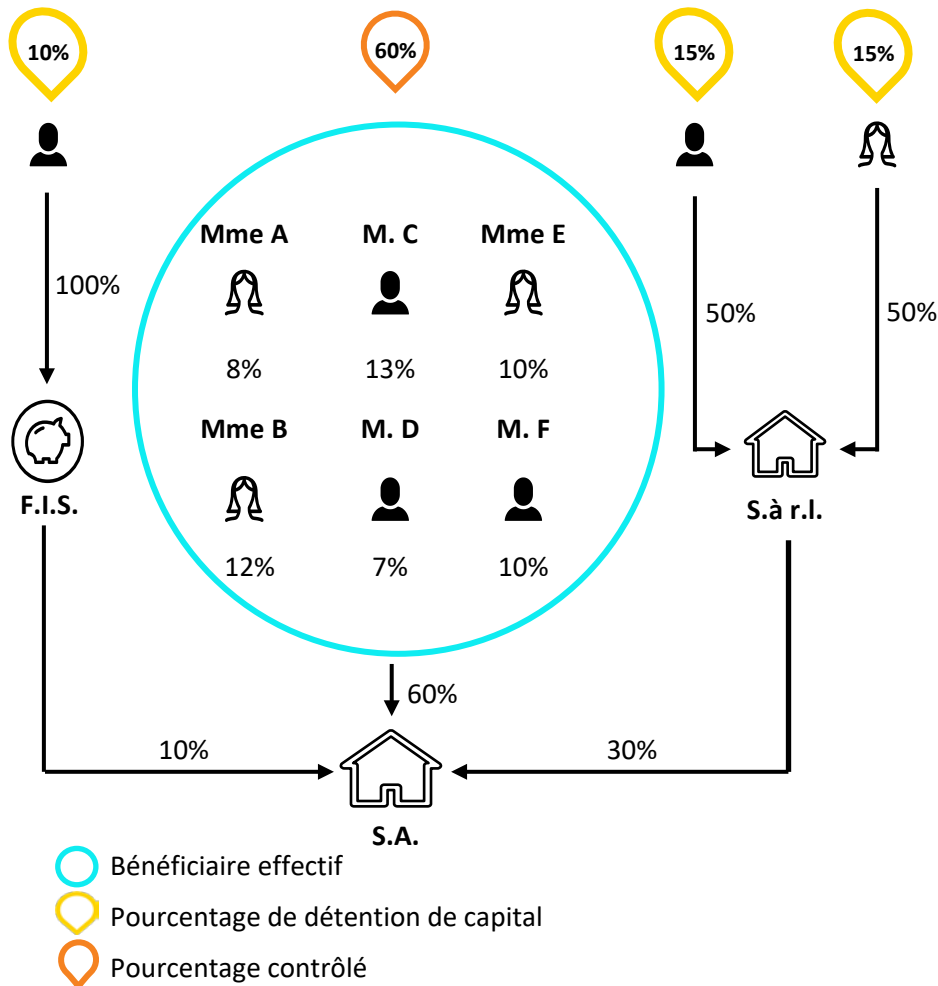 10% 60% 15% 15%
Mme A M. C Mme E
100% 50% 50%
8% 13% 10%
Mme B M. D M. F
F.I.S. S.à r.l.
12% 7% 10%
60%
10% 30%
S.A.
Bénéficiaire effectif
Pourcentage de détention de capital
Pourcentage contrôlé